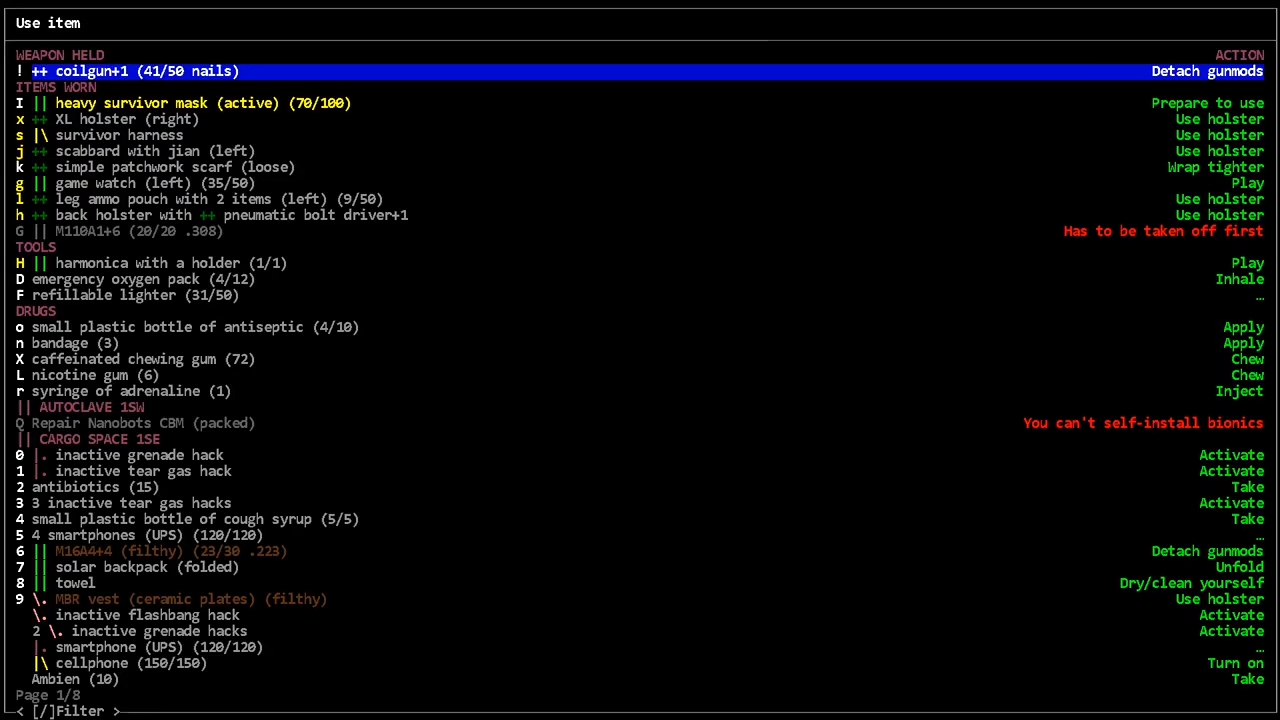 Use item
WEAPON HELD ACTION
! ++ coilgun+1 (41/50 nails) Detach gunmods
ITEMS WORN
I || heavy survivor mask (active) (70/100) Prepare to use
x ++ XL holster (right) Use holster
s |\ survivor harness Use holster
j ++ scabbard with jian (left) Use holster
k ++ simple patchwork scarf (loose) Wrap tighter
g || game watch (left) (35/50) Play
l ++ leg ammo pouch with 2 items (left) (9/50) Use holster
h ++ back holster with ++ pneumatic bolt driver+1 Use holster
G || M110A1+6 (20/20 .308) Has to be taken off first
TOOLS
H || harmonica with a holder (1/1) Play
D emergency oxygen pack (4/12) Inhale
F refillable lighter (31/50) …
DRUGS
o small plastic bottle of antiseptic (4/10) Apply
n bandage (3) Apply
X caffeinated chewing gum (72) Chew
L nicotine gum (6) Chew
r syringe of adrenaline (1) Inject
|| AUTOCLAVE 1SW
Q Repair Nanobots CBM (packed) You can't self-install bionics
|| CARGO SPACE 1SE
0 |. inactive grenade hack Activate
1 |. inactive tear gas hack Activate
2 antibiotics (15) Take
3 3 inactive tear gas hacks Activate
4 small plastic bottle of cough syrup (5/5) Take
5 4 smartphones (UPS) (120/120) …
6 || M16A4+4 (filthy) (23/30 .223) Detach gunmods
7 || solar backpack (folded) Unfold
8 || towel Dry/clean yourself
9 \. MBR vest (ceramic plates) (filthy) Use holster
\. inactive flashbang hack Activate
2 \. inactive grenade hacks Activate
|. smartphone (UPS) (120/120) …
|\ cellphone (150/150) Turn on
Ambien (10) Take
Page 1/8
< [/]Filter >